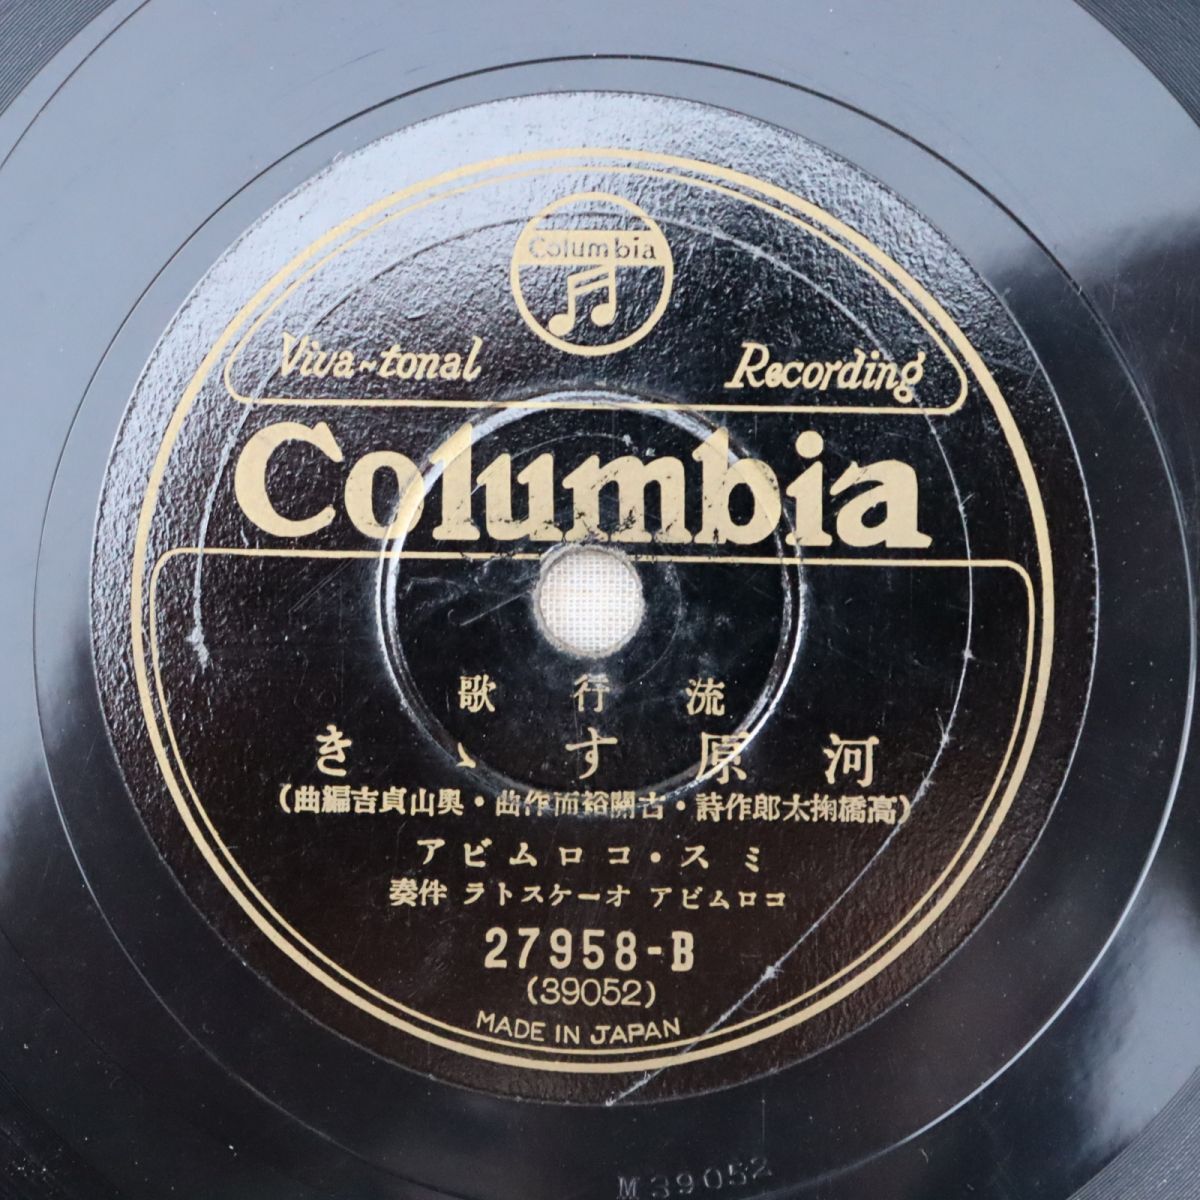 Columbia
Viva-tonal Recording
Columbia
流行歌
河原すゝき
(高橋掬太郎作詩・古關裕而作曲・奥山貞吉編曲)
ミス・コロムビア
コロムビア オーケストラ 伴奏
27958-B
(39052)
MADE IN JAPAN
M39052